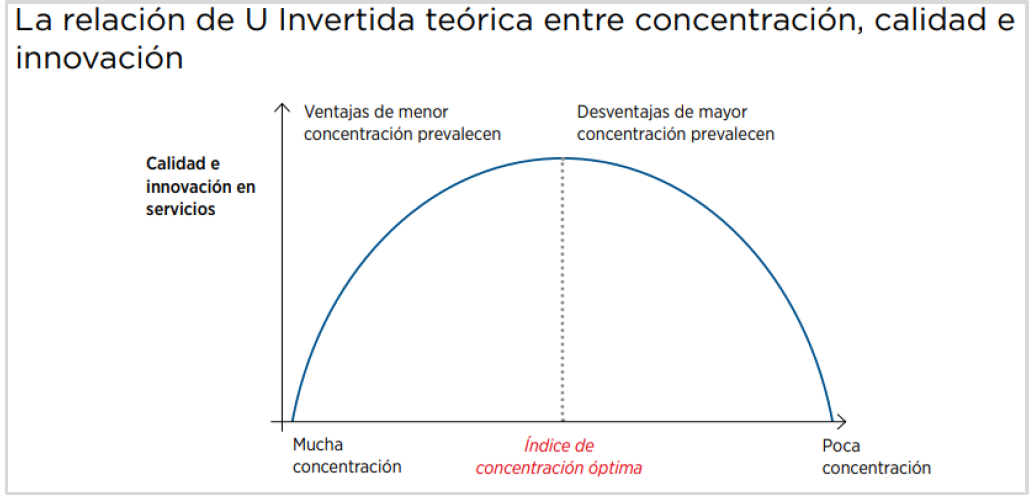 La relación de U Invertida teórica entre concentración, calidad e
innovación
Ventajas de menor
concentración prevalecen
Desventajas de mayor
concentración prevalecen
Calidad e
innovación en
servicios
Mucha
concentración
Índice de
concentración óptima
Poca
concentración